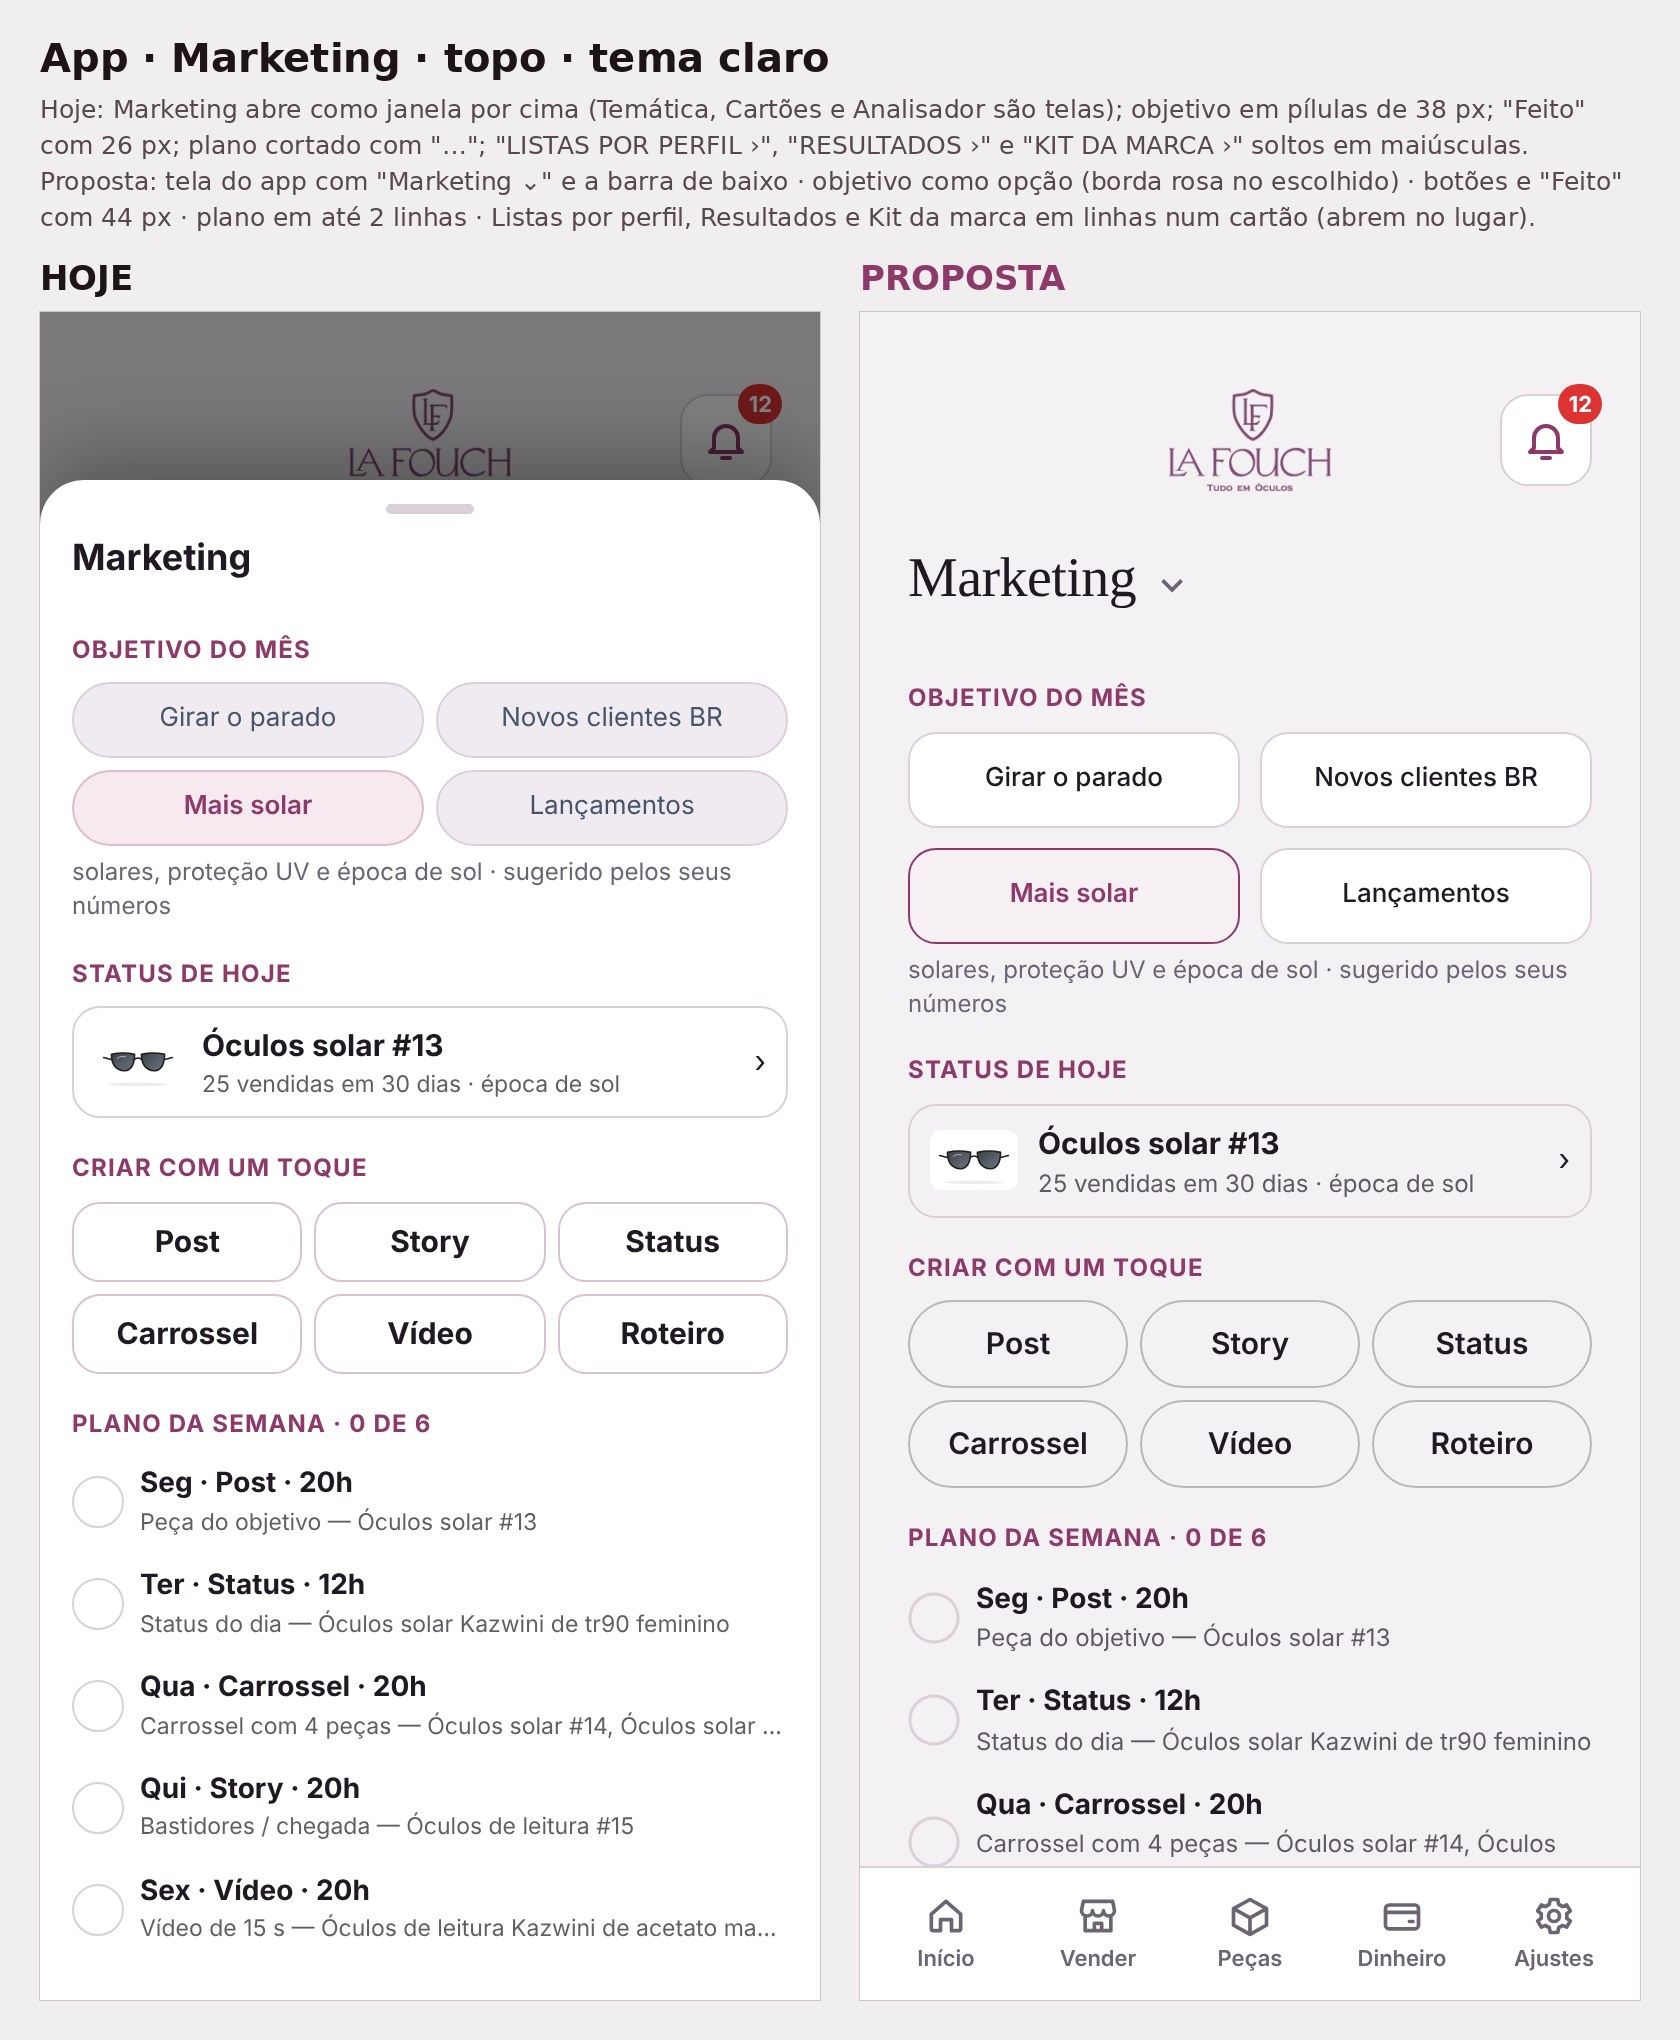 App · Marketing · topo · tema claro
Hoje: Marketing abre como janela por cima (Temática, Cartões e Analisador são telas); objetivo em pílulas de 38 px; "Feito"
com 26 px; plano cortado com "…"; "LISTAS POR PERFIL ›", "RESULTADOS ›" e "KIT DA MARCA ›" soltos em maiúsculas.
Proposta: tela do app com "Marketing ⌄" e a barra de baixo · objetivo como opção (borda rosa no escolhido) · botões e "Feito"
com 44 px · plano em até 2 linhas · Listas por perfil, Resultados e Kit da marca em linhas num cartão (abrem no lugar).
HOJE
12
LF
LA FOUCH
Marketing
OBJETIVO DO MÊS
Girar o parado
Novos clientes BR
Mais solar
Lançamentos
solares, proteção UV e época de sol · sugerido pelos seus
números
STATUS DE HOJE
Óculos solar #13
25 vendidas em 30 dias · época de sol
›
CRIAR COM UM TOQUE
Post
Story
Status
Carrossel
Vídeo
Roteiro
PLANO DA SEMANA · 0 DE 6
Seg · Post · 20h
Peça do objetivo — Óculos solar #13
Ter · Status · 12h
Status do dia — Óculos solar Kazwini de tr90 feminino
Qua · Carrossel · 20h
Carrossel com 4 peças — Óculos solar #14, Óculos solar ...
Qui · Story · 20h
Bastidores / chegada — Óculos de leitura #15
Sex · Vídeo · 20h
Vídeo de 15 s — Óculos de leitura Kazwini de acetato ma...
PROPOSTA
12
LF
LA FOUCH
TUDO EM ÓCULOS
Marketing ⌄
OBJETIVO DO MÊS
Girar o parado
Novos clientes BR
Mais solar
Lançamentos
solares, proteção UV e época de sol · sugerido pelos seus
números
STATUS DE HOJE
Óculos solar #13
25 vendidas em 30 dias · época de sol
›
CRIAR COM UM TOQUE
Post
Story
Status
Carrossel
Vídeo
Roteiro
PLANO DA SEMANA · 0 DE 6
Seg · Post · 20h
Peça do objetivo — Óculos solar #13
Ter · Status · 12h
Status do dia — Óculos solar Kazwini de tr90 feminino
Qua · Carrossel · 20h
Carrossel com 4 peças — Óculos solar #14, Óculos
Início
Vender
Peças
Dinheiro
Ajustes